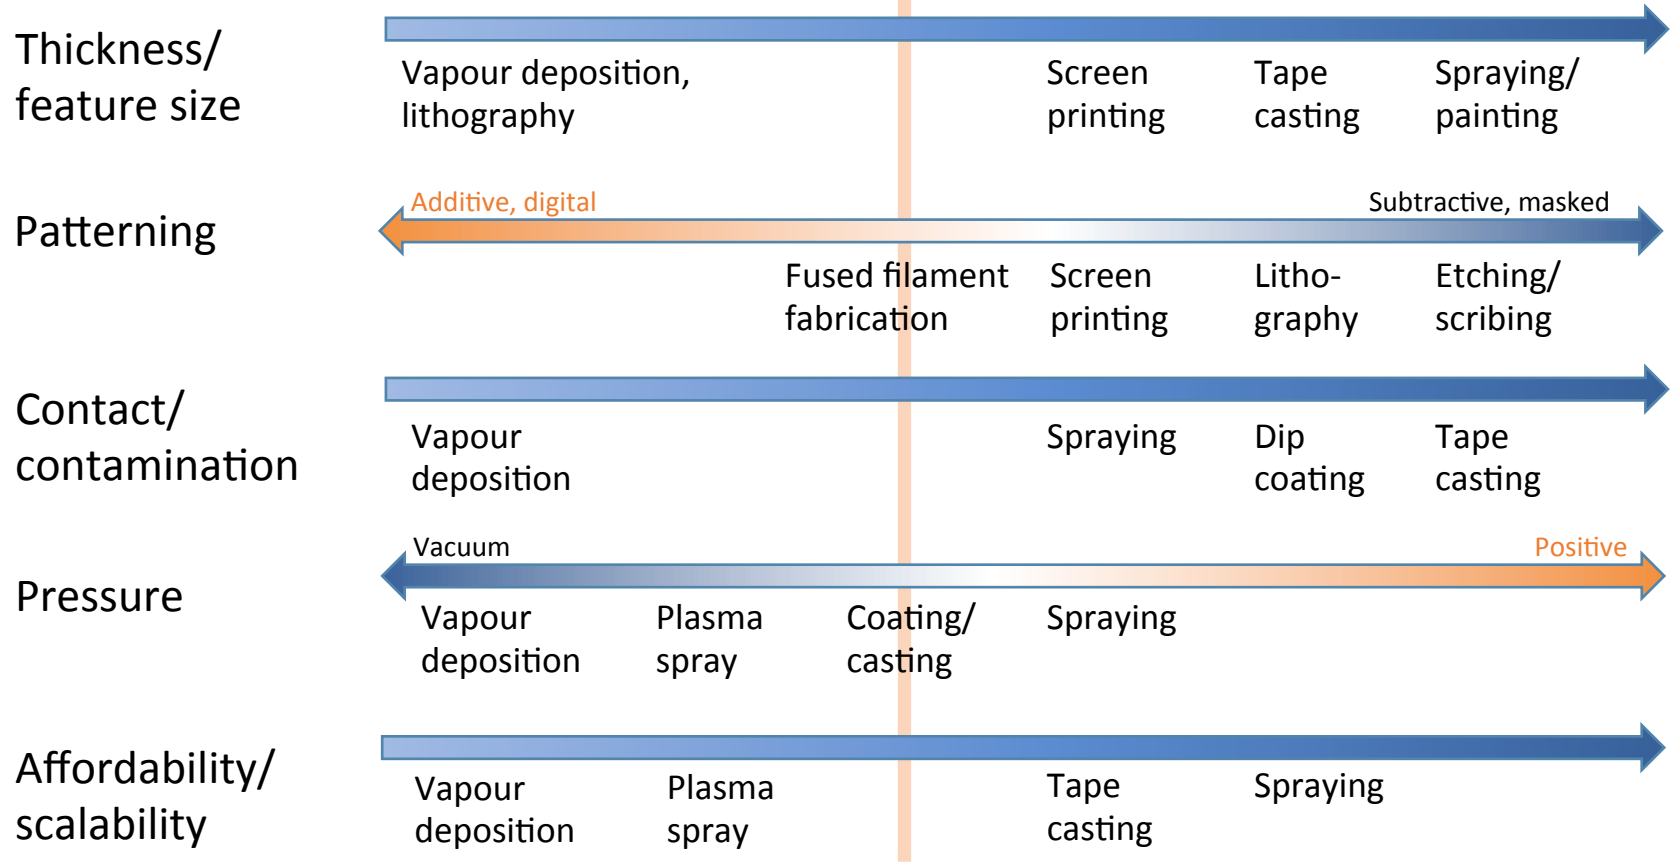 Thickness/
feature size
Vapour deposition,
lithography
Screen
printing
Tape
casting
Spraying/
painting
Patterning
Additive, digital
Subtractive, masked
Fused filament
fabrication
Screen
printing
Litho-
graphy
Etching/
scribing
Contact/
contamination
Vapour
deposition
Spraying
Dip
coating
Tape
casting
Pressure
Vacuum
Positive
Vapour
deposition
Plasma
spray
Coating/
casting
Spraying
Affordability/
scalability
Vapour
deposition
Plasma
spray
Tape
casting
Spraying